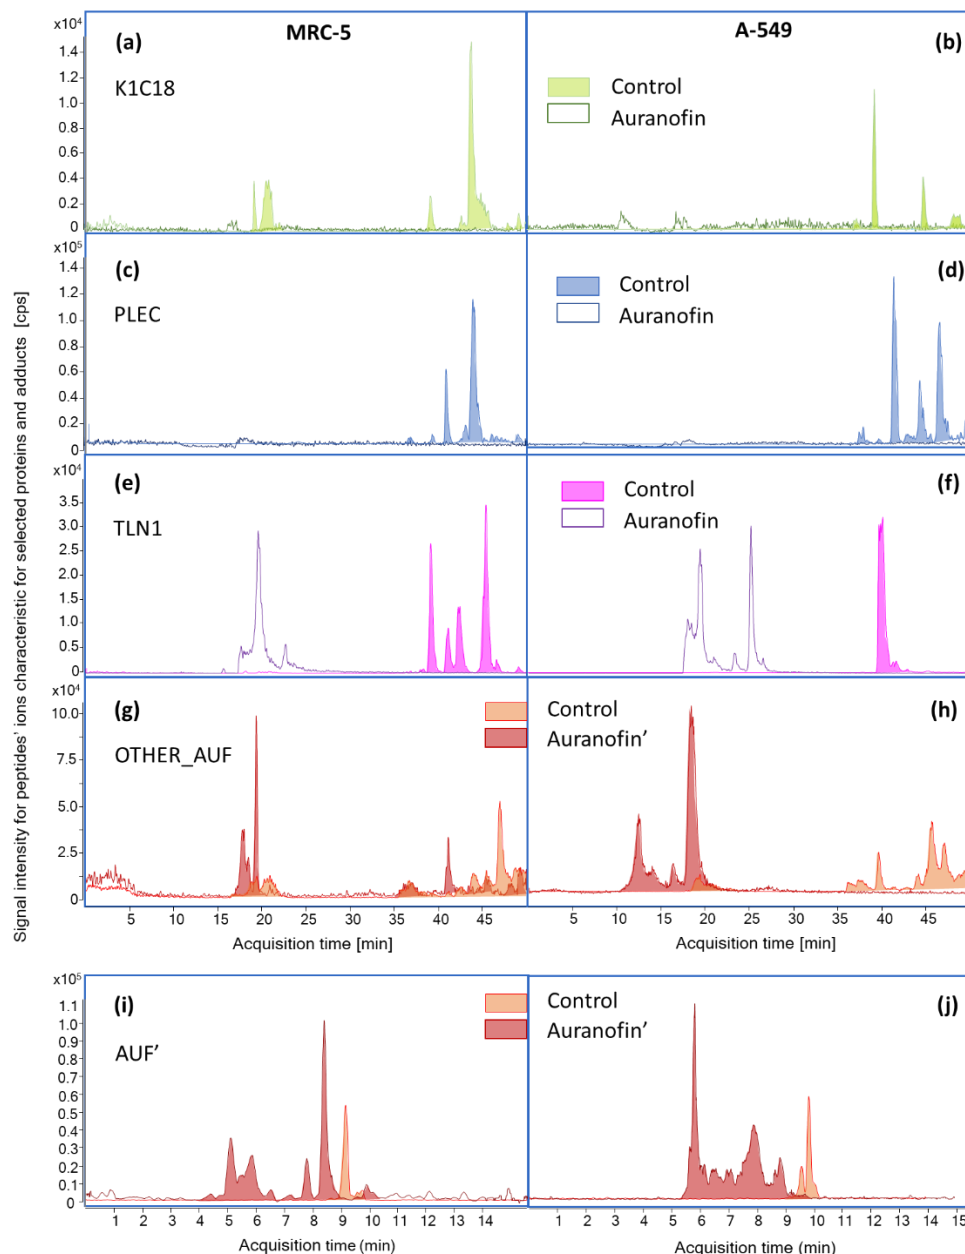 MRC-5 A-549
x10⁴
(a) (b)
K1C18
Control
Auranofin
1.4
1.2
1.0
0.8
0.6
0.4
0.2
0
x10⁵
(c) (d)
PLEC
Control
Auranofin
1.4
1.2
1.0
0.8
0.6
0.4
0.2
0
x10⁴
(e) (f)
TLN1
Control
Auranofin
3.5
3.0
2.5
2.0
1.5
1.0
0.5
0
x10⁴
(g) (h)
OTHER_AUF
Control
Auranofin'
10.0
7.5
5.0
2.5
0
5 10 15 20 25 30 35 40 45 5 10 15 20 25 30 35 40 45
Acquisition time [min] Acquisition time [min]
Signal intensity for peptides' ions characteristic for selected proteins and adducts [cps]
x10⁵
(i) (j)
AUF'
Control
Auranofin'
1.1
1.0
0.9
0.8
0.7
0.6
0.5
0.4
0.3
0.2
0.1
0
1 2 3 4 5 6 7 8 9 10 11 12 13 14 1 2 3 4 5 6 7 8 9 10 11 12 13 14 15
Acquisition time (min) Acquisition time (min)